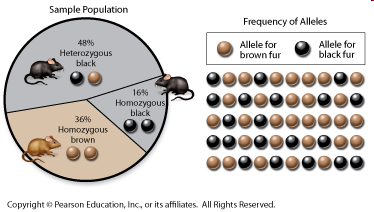 Sample Population
48%
Heterozygous
black
16%
Homozygous
black
36%
Homozygous
brown
Frequency of Alleles
Allele for
brown fur
Allele for
black fur
Copyright © Pearson Education, Inc., or its affiliates. All Rights Reserved.